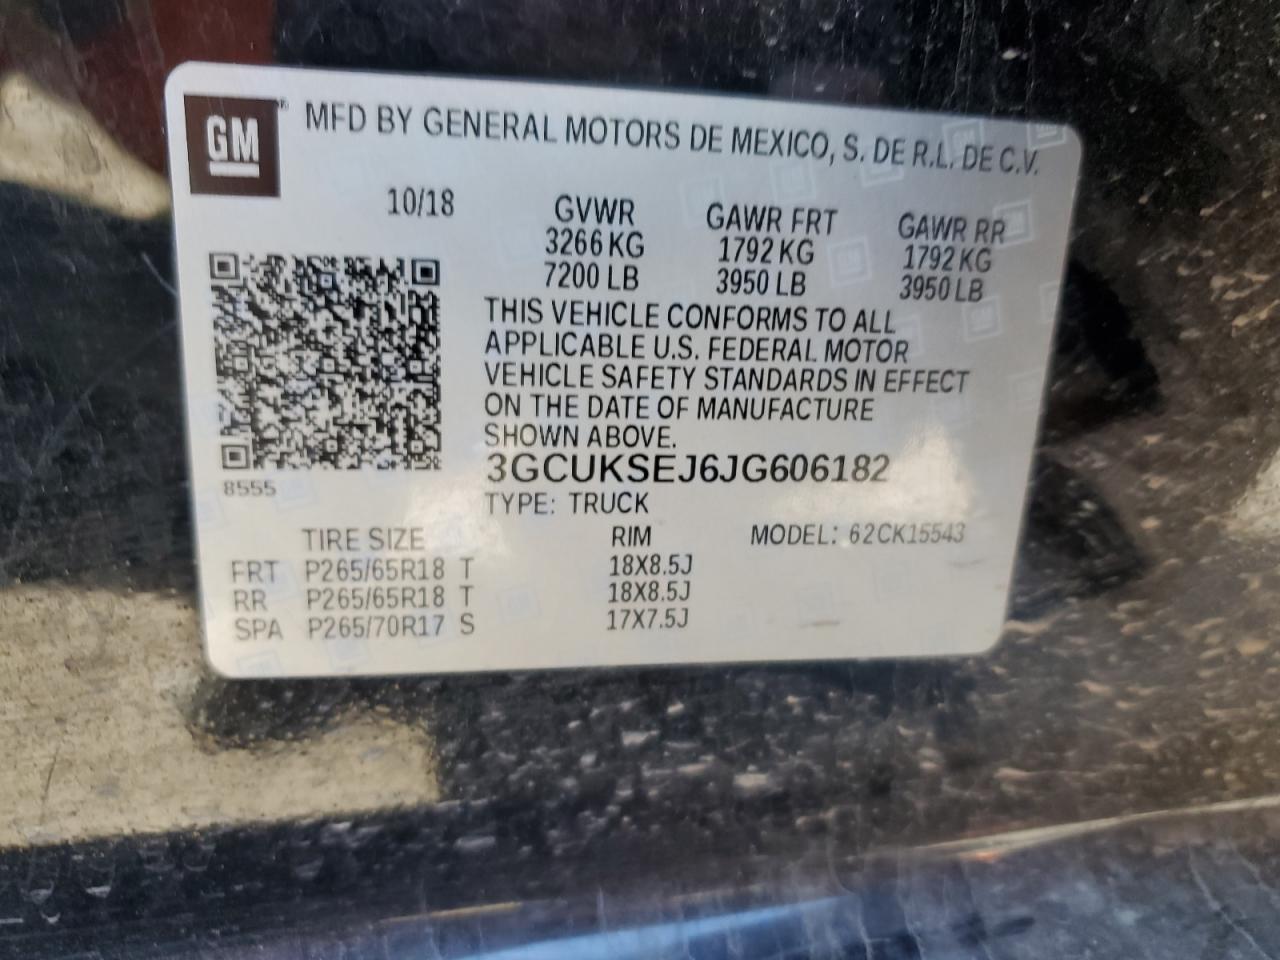 GM ® MFD BY GENERAL MOTORS DE MEXICO, S. DE R.L. DE C.V.
10/18 GVWR GAWR FRT GAWR RR
3266 KG 1792 KG 1792 KG
7200 LB 3950 LB 3950 LB
THIS VEHICLE CONFORMS TO ALL
APPLICABLE U.S. FEDERAL MOTOR
VEHICLE SAFETY STANDARDS IN EFFECT
ON THE DATE OF MANUFACTURE
SHOWN ABOVE.
3GCUKSEJ6JG606182
8555
TYPE: TRUCK
TIRE SIZE RIM MODEL: 62CK15543
FRT P265/65R18 T 18X8.5J
RR P265/65R18 T 18X8.5J
SPA P265/70R17 S 17X7.5J